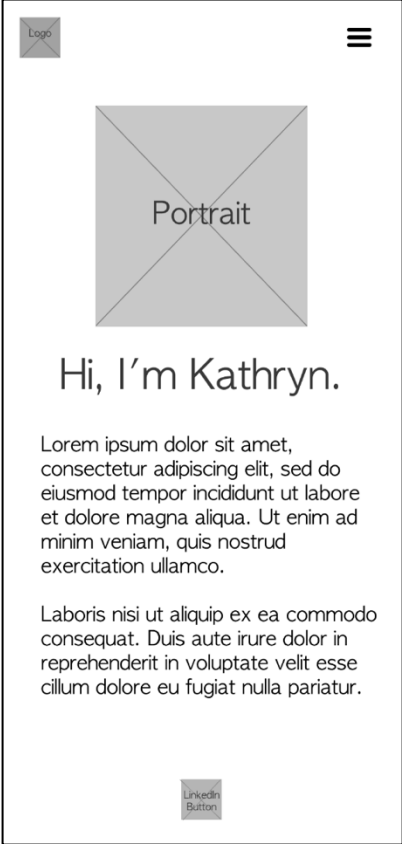 Logo
Portrait
Hi, I´m Kathryn.
Lorem ipsum dolor sit amet,
consectetur adipiscing elit, sed do
eiusmod tempor incididunt ut labore
et dolore magna aliqua. Ut enim ad
minim veniam, quis nostrud
exercitation ullamco.
Laboris nisi ut aliquip ex ea commodo
consequat. Duis aute irure dolor in
reprehenderit in voluptate velit esse
cillum dolore eu fugiat nulla pariatur.
LinkedIn
Button